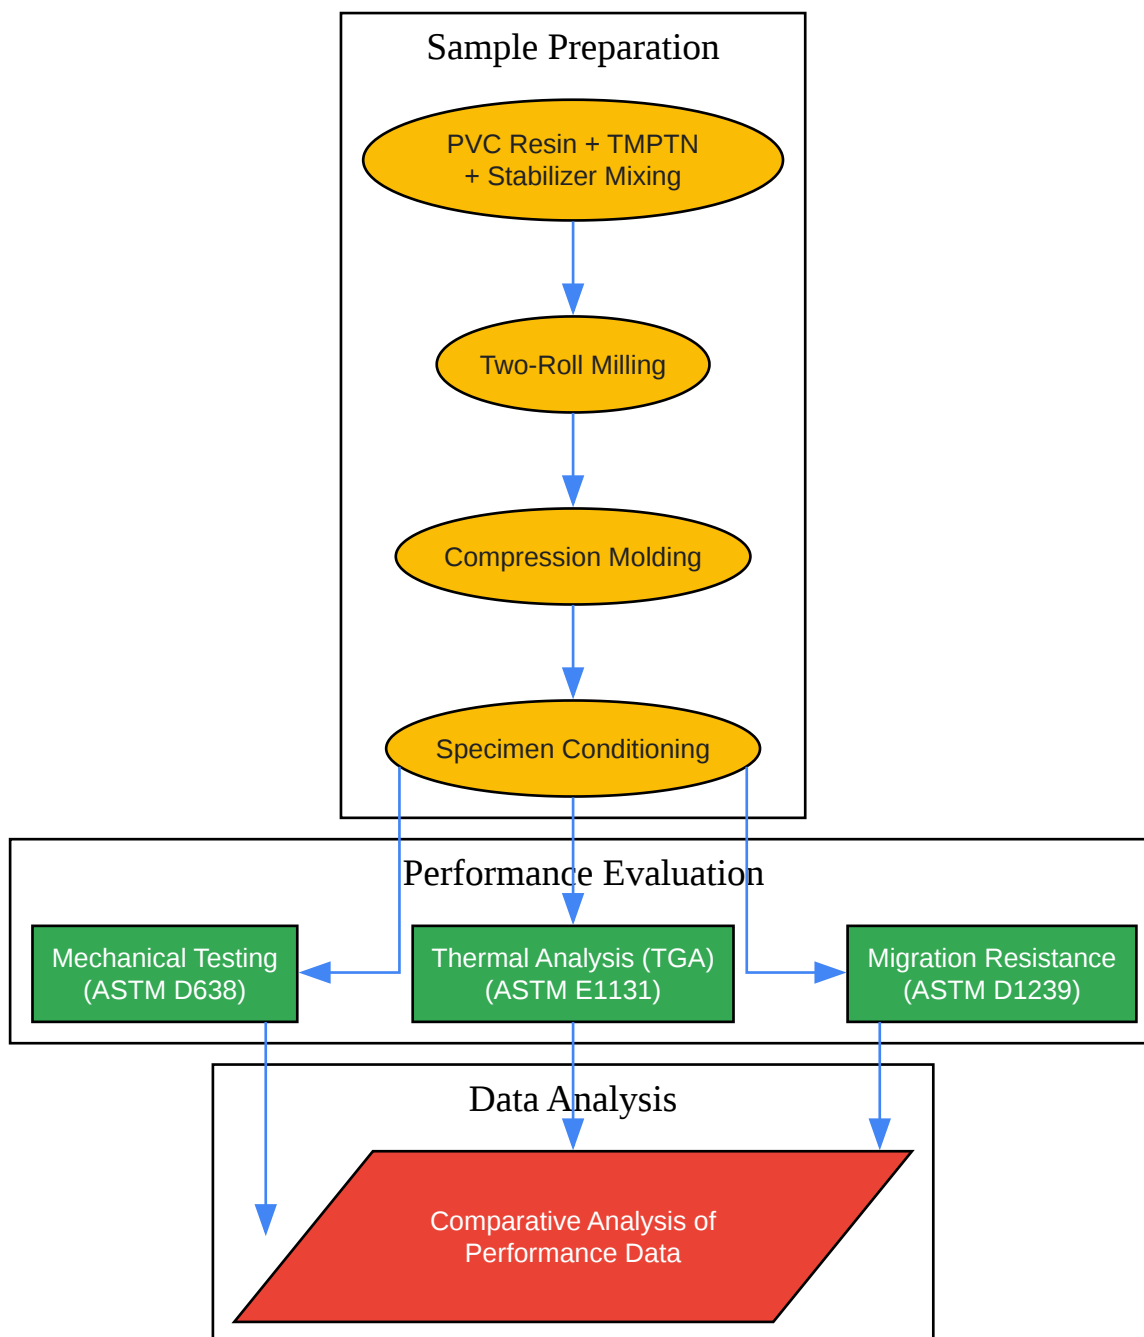 Sample Preparation
PVC Resin + TMPTN
+ Stabilizer Mixing
Two-Roll Milling
Compression Molding
Specimen Conditioning
Performance Evaluation
Mechanical Testing
(ASTM D638)
Thermal Analysis (TGA)
(ASTM E1131)
Migration Resistance
(ASTM D1239)
Data Analysis
Comparative Analysis of
Performance Data